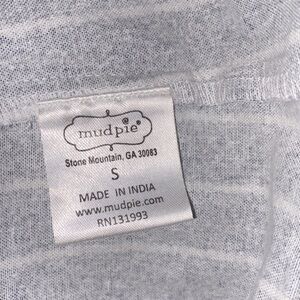 mudpie®
Stone Mountain, GA 30083
S
MADE IN INDIA
www.mudpie.com
RN131993